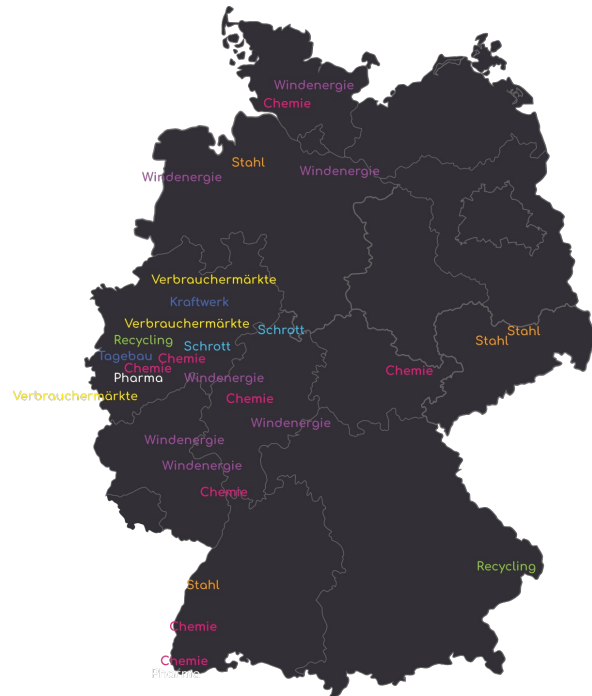 Windenergie
Chemie
Stahl
Windenergie
Windenergie
Verbrauchermärkte
Kraftwerk
Verbrauchermärkte
Schrott
Stahl
Stahl
Recycling
Schrott
Tagebau
Chemie
Chemie
Chemie
Pharma
Windenergie
Verbrauchermärkte
Chemie
Windenergie
Windenergie
Windenergie
Chemie
Recycling
Stahl
Chemie
Chemie
Pharma